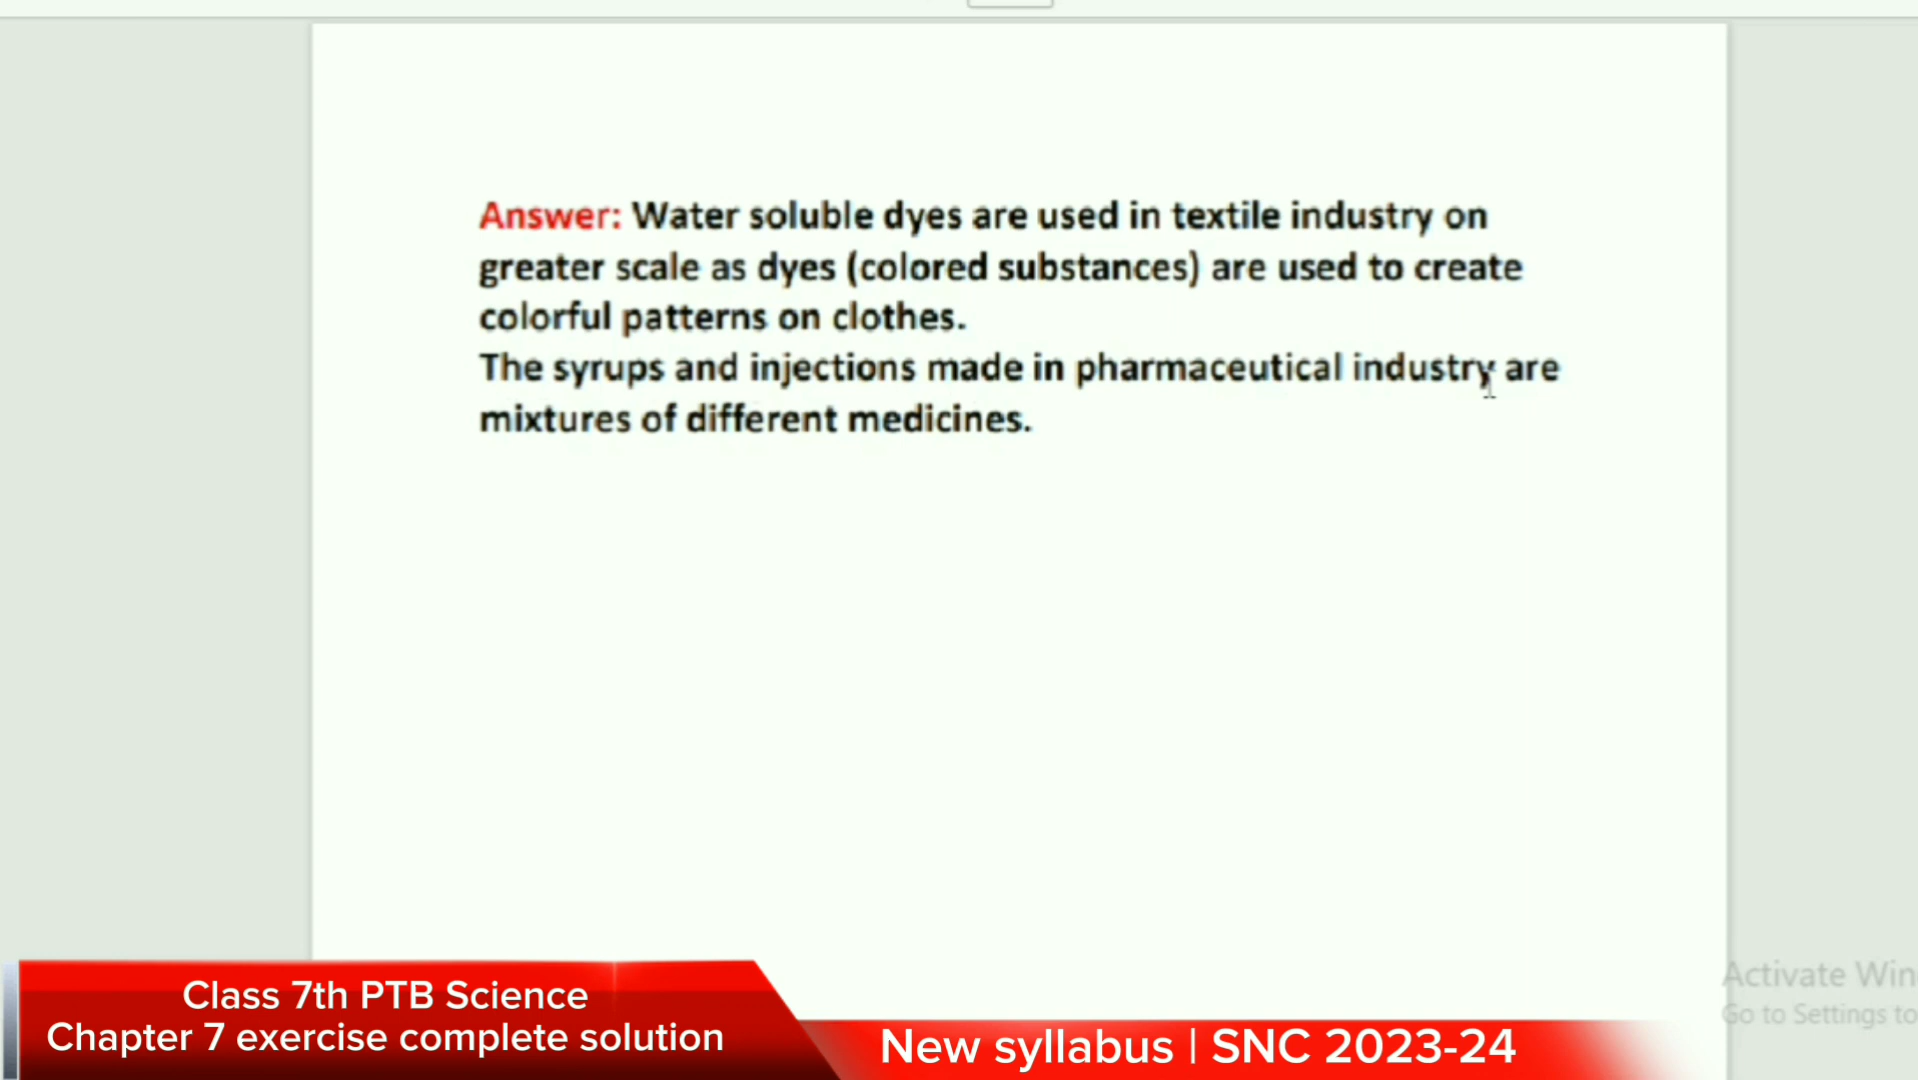 Answer: Water soluble dyes are used in textile industry on
greater scale as dyes (colored substances) are used to create
colorful patterns on clothes.
The syrups and injections made in pharmaceutical industry are
mixtures of different medicines.
Activate Win
Go to Settings to
Class 7th PTB Science
Chapter 7 exercise complete solution
New syllabus | SNC 2023-24